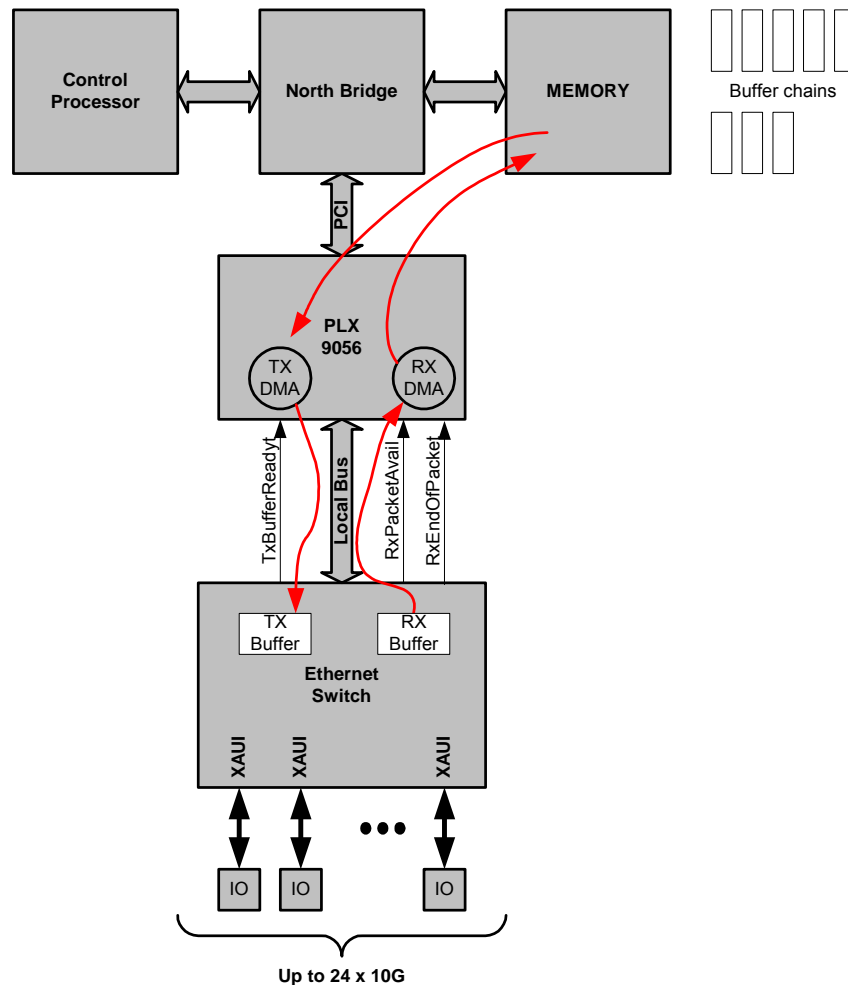 Control
Processor
North Bridge
MEMORY
Buffer chains
PCI
PLX
9056
TX
DMA
RX
DMA
TxBufferReadyt
Local Bus
RxPacketAvail
RxEndOfPacket
TX
Buffer
RX
Buffer
Ethernet
Switch
XAUI
XAUI
XAUI
IO
IO
IO
Up to 24 x 10G